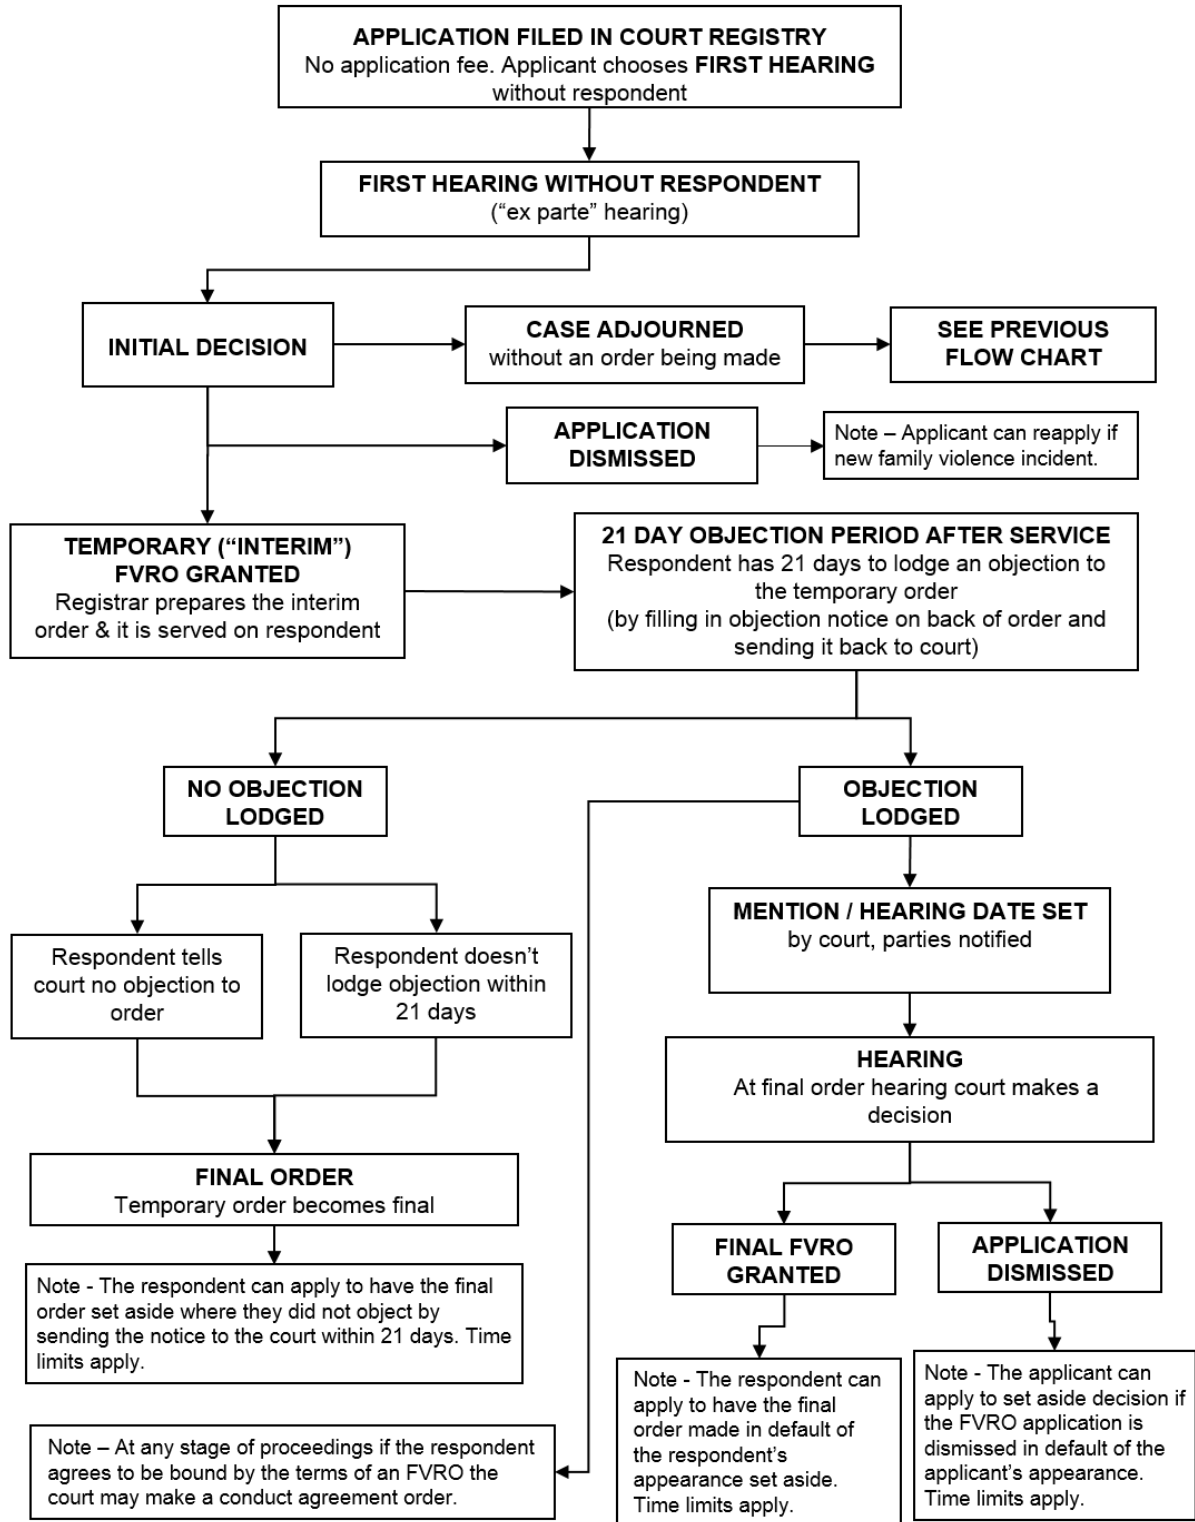 APPLICATION FILED IN COURT REGISTRY
No application fee. Applicant chooses FIRST HEARING
without respondent
FIRST HEARING WITHOUT RESPONDENT
(“ex parte” hearing)
INITIAL DECISION
CASE ADJOURNED
without an order being made
SEE PREVIOUS
FLOW CHART
APPLICATION
DISMISSED
Note – Applicant can reapply if
new family violence incident.
TEMPORARY (“INTERIM”)
FVRO GRANTED
Registrar prepares the interim
order & it is served on respondent
21 DAY OBJECTION PERIOD AFTER SERVICE
Respondent has 21 days to lodge an objection to
the temporary order
(by filling in objection notice on back of order and
sending it back to court)
NO OBJECTION
LODGED
OBJECTION
LODGED
Respondent tells
court no objection to
order
Respondent doesn’t
lodge objection within
21 days
MENTION / HEARING DATE SET
by court, parties notified
HEARING
At final order hearing court makes a
decision
FINAL ORDER
Temporary order becomes final
FINAL FVRO
GRANTED
APPLICATION
DISMISSED
Note - The respondent can apply to have the final
order set aside where they did not object by
sending the notice to the court within 21 days. Time
limits apply.
Note - The respondent can
apply to have the final
order made in default of
the respondent’s
appearance set aside.
Time limits apply.
Note - The applicant can
apply to set aside decision if
the FVRO application is
dismissed in default of the
applicant’s appearance.
Time limits apply.
Note – At any stage of proceedings if the respondent
agrees to be bound by the terms of an FVRO the
court may make a conduct agreement order.